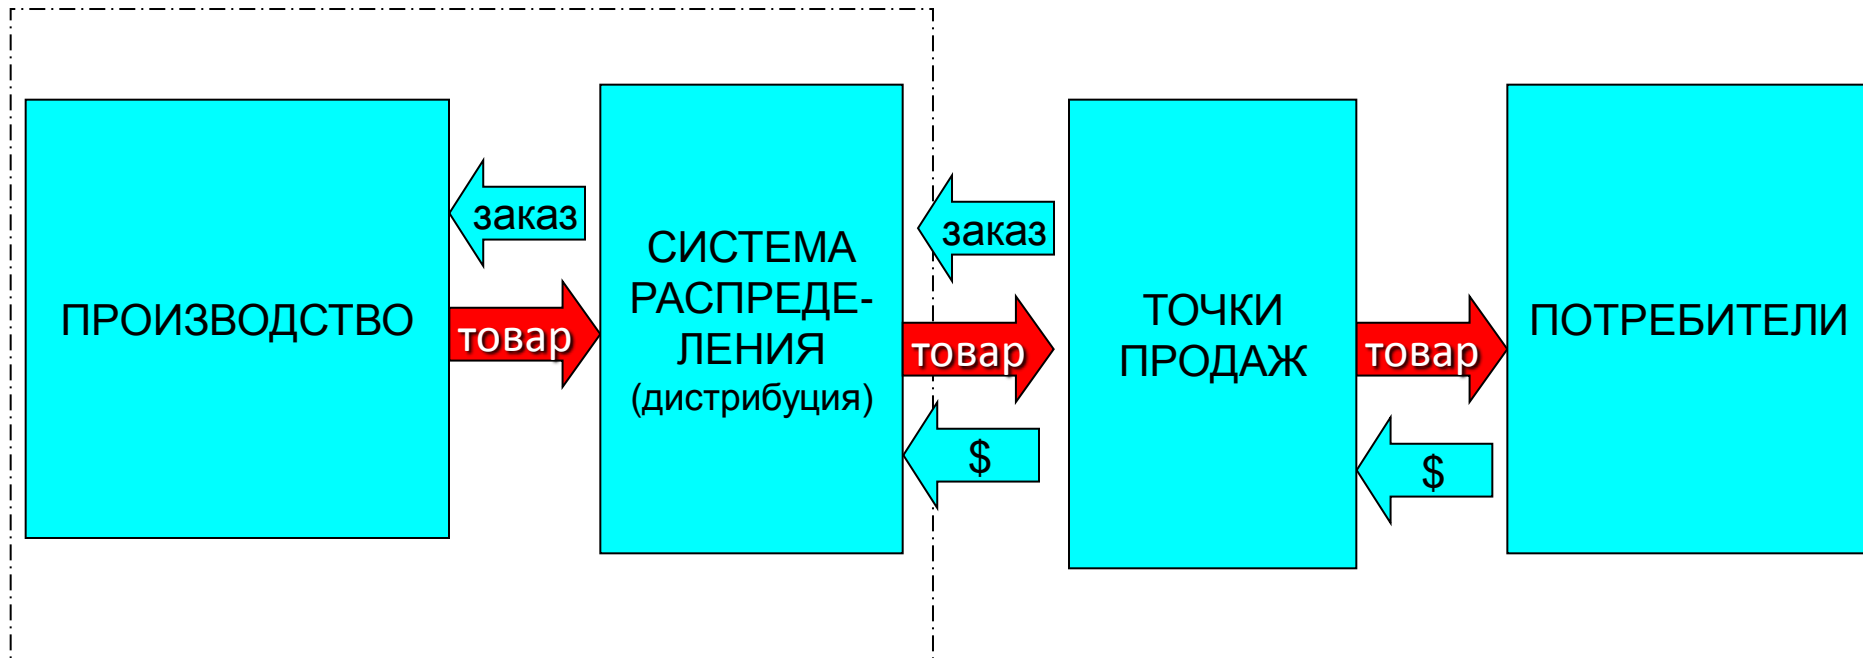 ПРОИЗВОДСТВО
заказ
товар
СИСТЕМА
РАСПРЕДЕ-
ЛЕНИЯ
(дистрибуция)
заказ
товар
$
ТОЧКИ
ПРОДАЖ
товар
$
ПОТРЕБИТЕЛИ